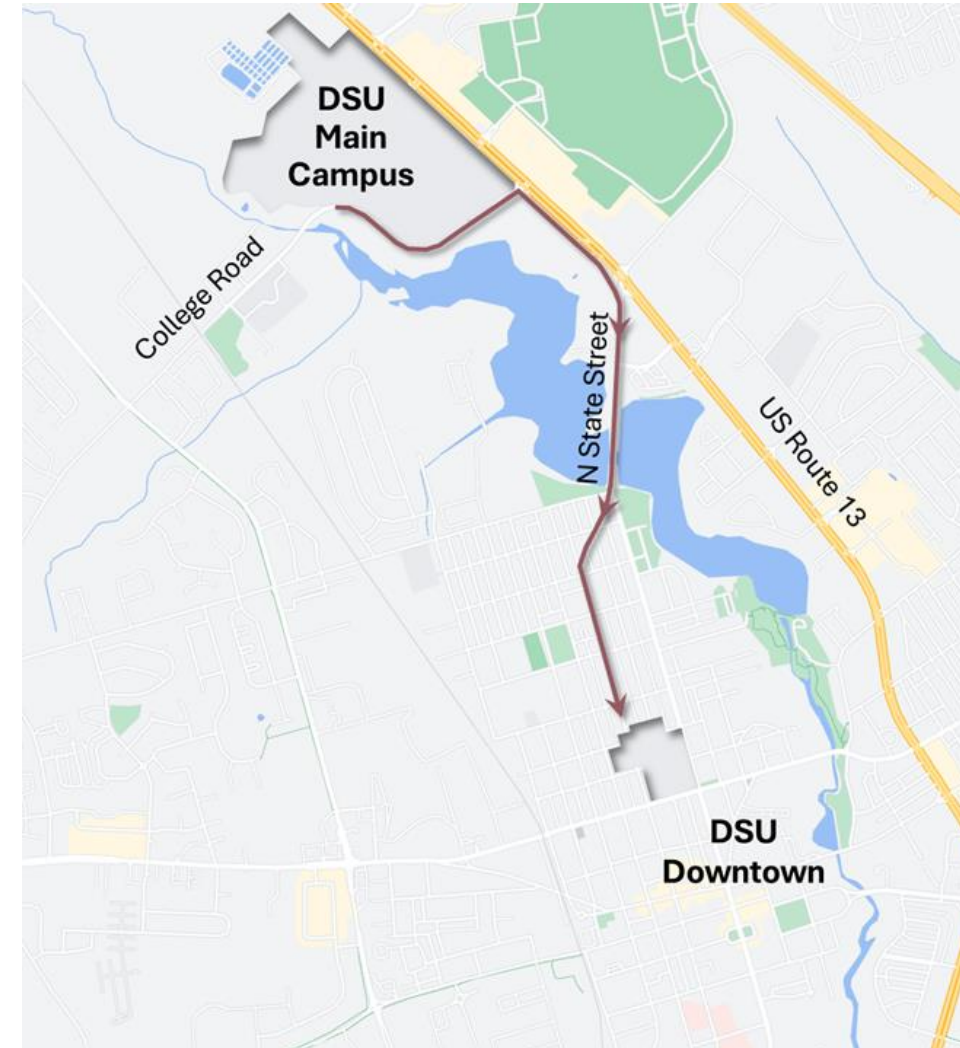 DSU
Main
Campus
College Road
N State Street
US Route 13
DSU
Downtown